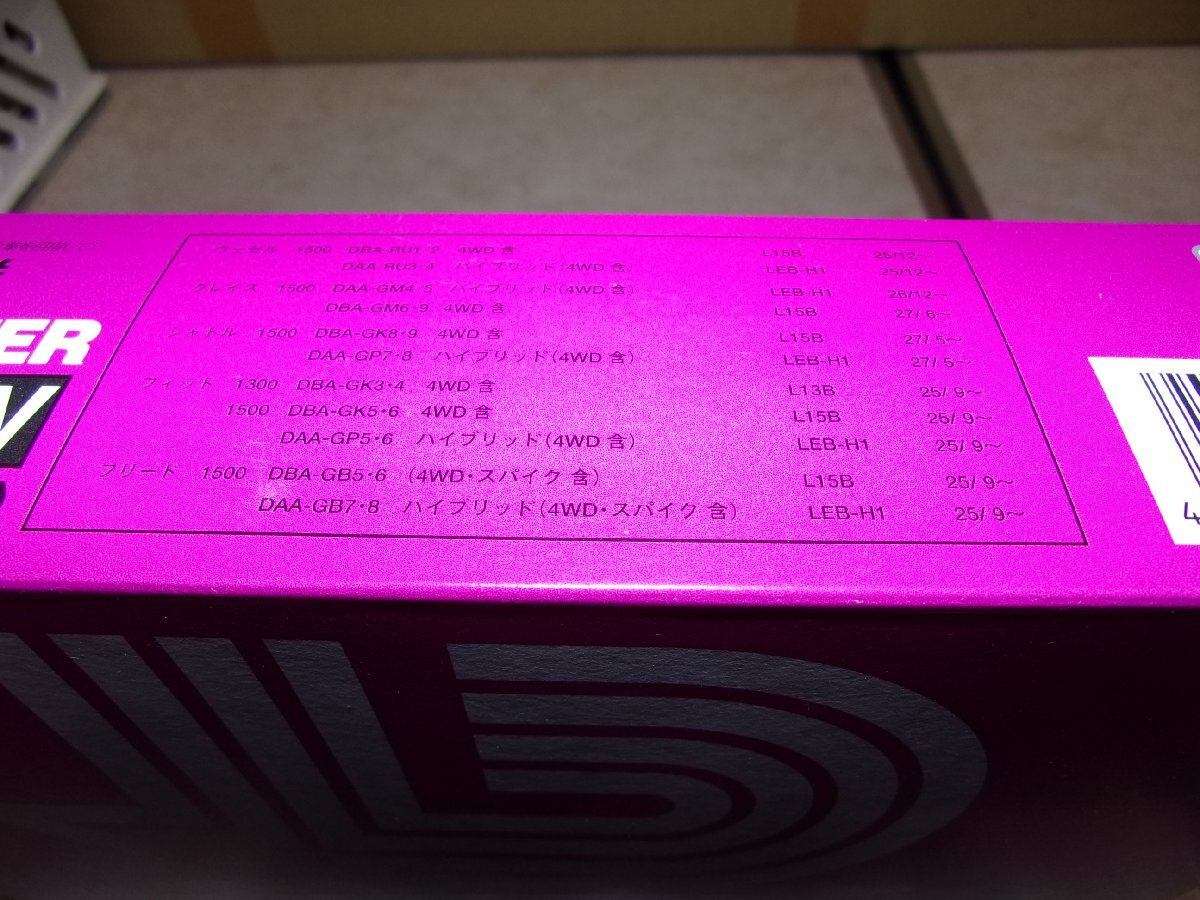 ヴェゼル 1500 DBA-RU1・2 4WD 含 L15B 25/12～
DAA-RU3・4 ハイブリッド(4WD 含) LEB-H1 25/12～
グレイス 1500 DAA-GM4・5 ハイブリッド(4WD 含) LEB-H1 26/12～
DBA-GM6・9 4WD 含 L15B 27/ 6～
シャトル 1500 DBA-GK8・9 4WD 含 L15B 27/ 5～
DAA-GP7・8 ハイブリッド(4WD 含) LEB-H1 27/ 5～
フィット 1300 DBA-GK3・4 4WD 含 L13B 25/ 9～
1500 DBA-GK5・6 4WD 含 L15B 25/ 9～
DAA-GP5・6 ハイブリッド(4WD 含) LEB-H1 25/ 9～
フリード 1500 DBA-GB5・6 (4WD・スパイク 含) L15B 25/ 9～
DAA-GB7・8 ハイブリッド(4WD・スパイク 含) LEB-H1 25/ 9～
TER
V
4